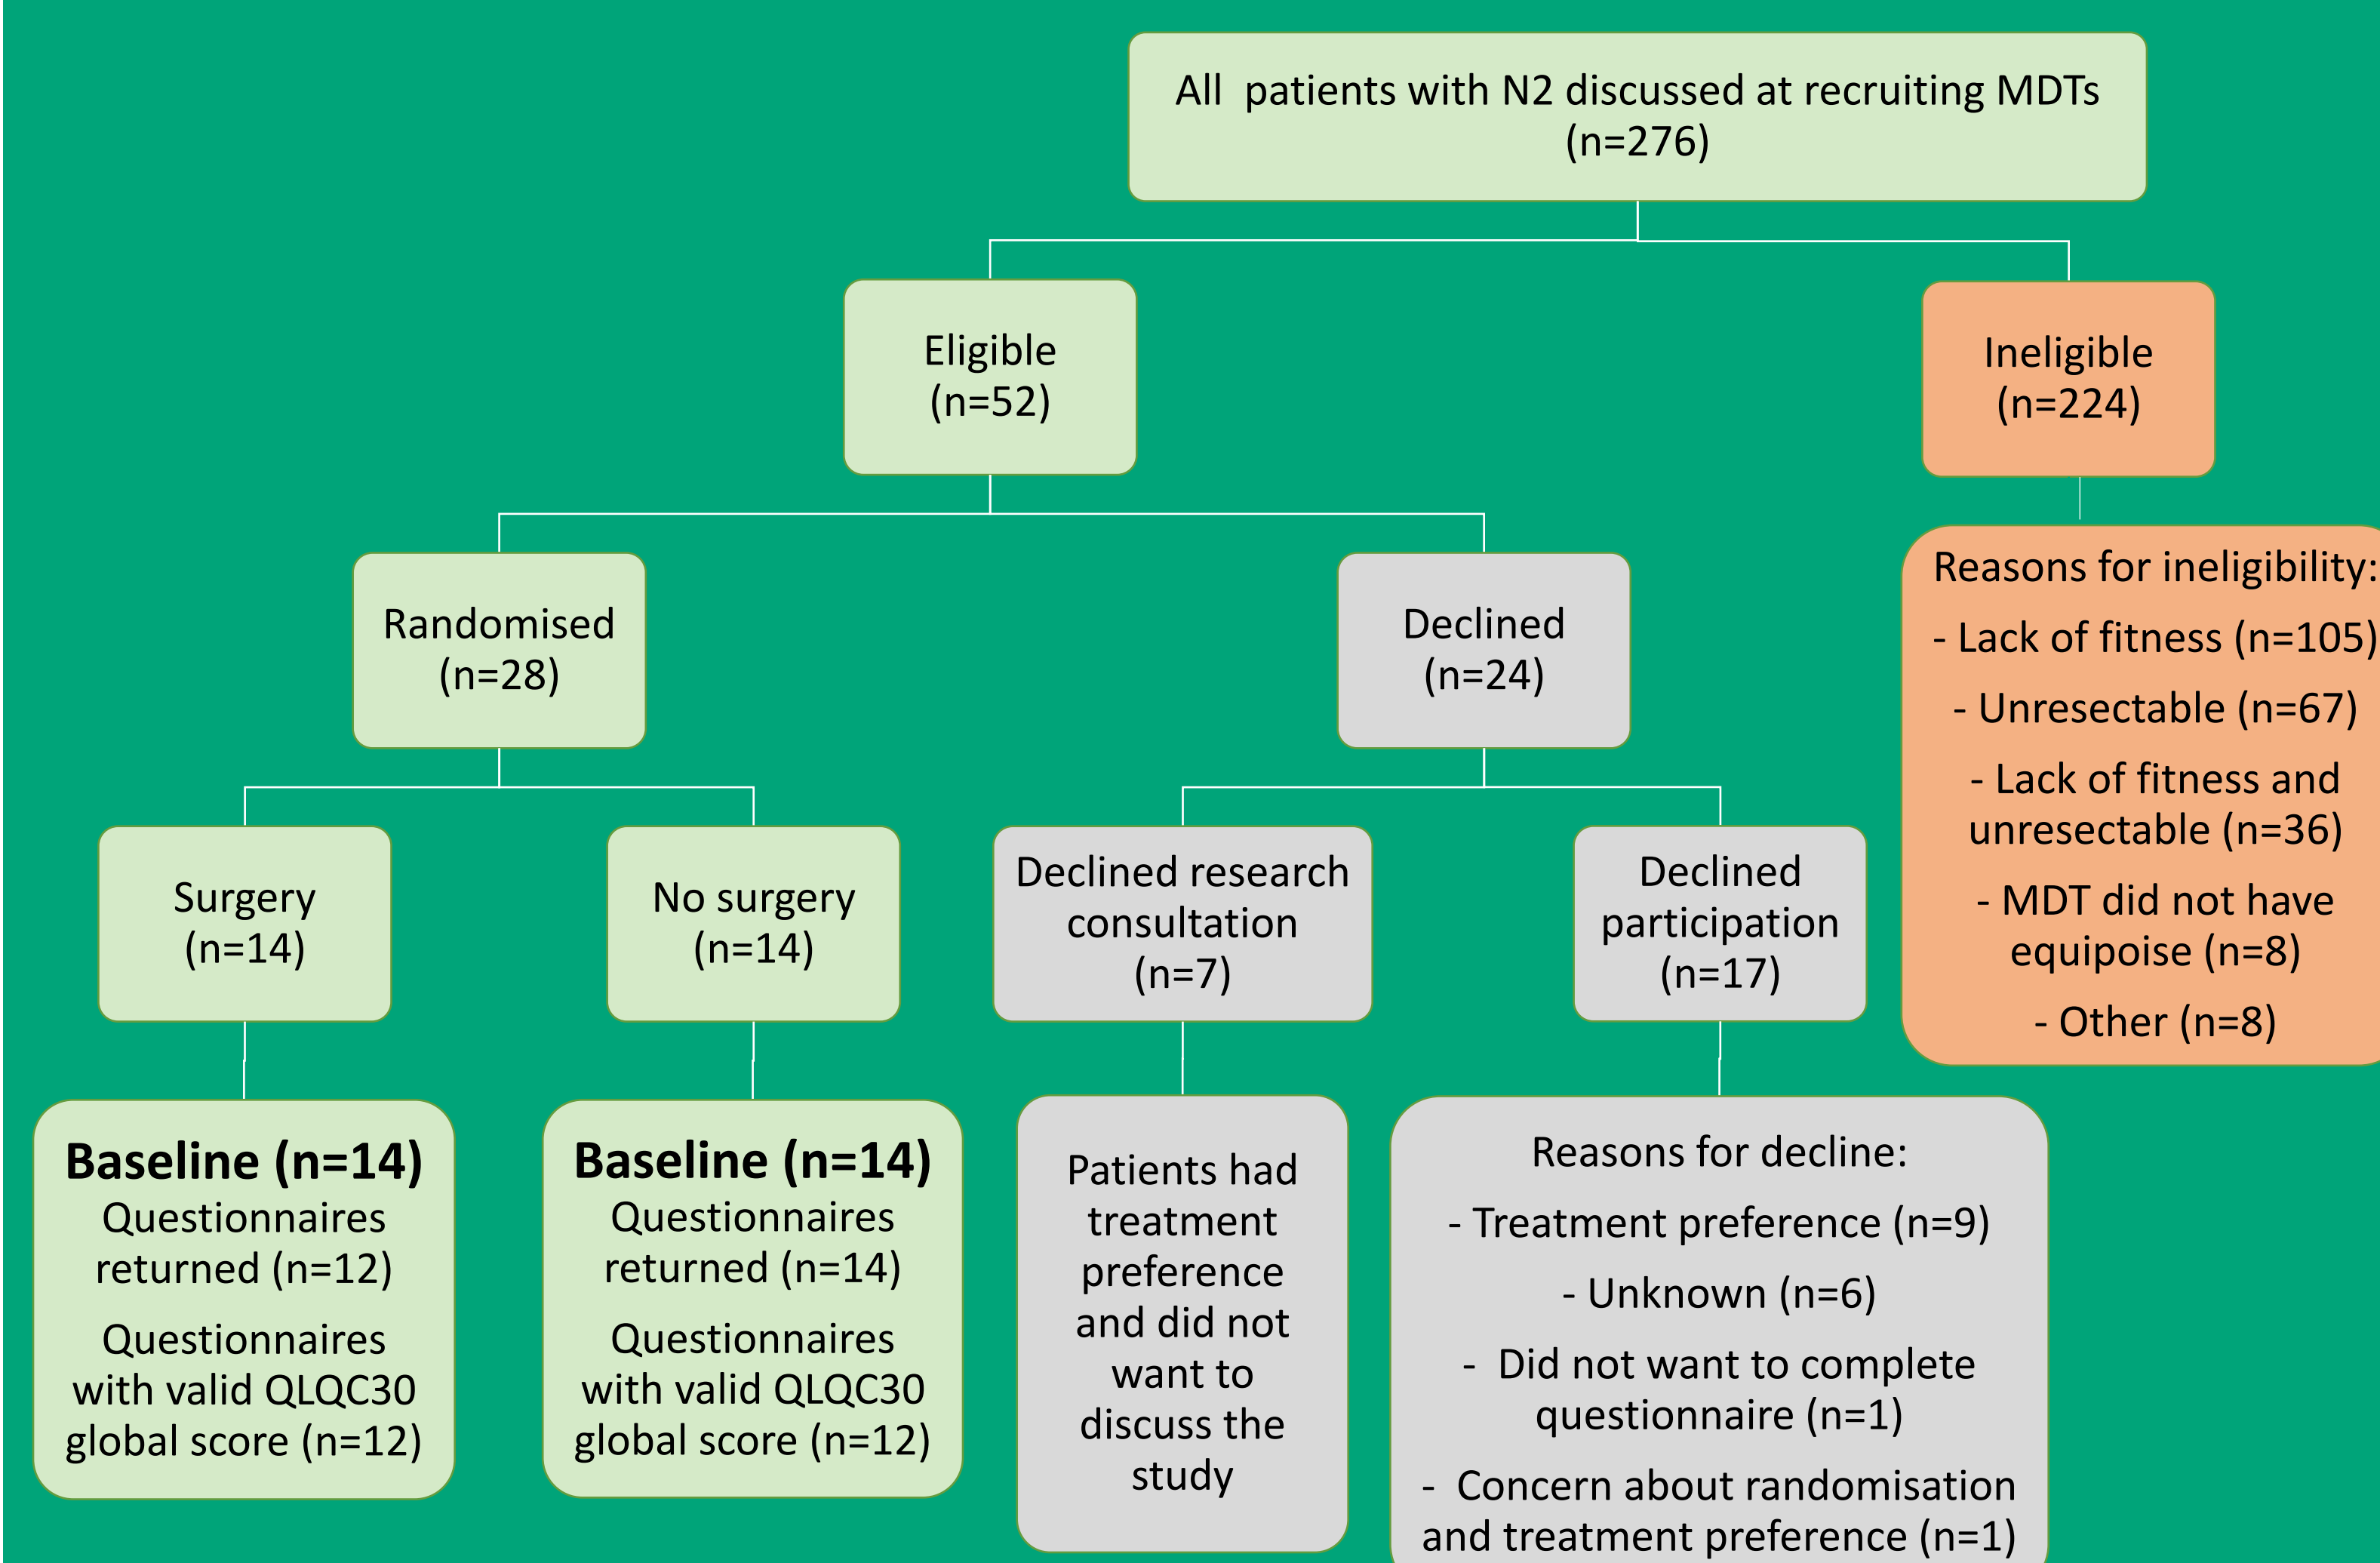 All  patients with N2 discussed at recruiting MDTs
(n=276)
Eligible
(n=52)
Ineligible
(n=224)
Randomised
(n=28)
Declined
(n=24)
Reasons for ineligibility:
- Lack of fitness (n=105)
- Unresectable (n=67)
- Lack of fitness and
unresectable (n=36)
- MDT did not have
equipoise (n=8)
- Other (n=8)
Surgery
(n=14)
No surgery
(n=14)
Declined research
consultation
(n=7)
Declined
participation
(n=17)
Baseline (n=14)
Questionnaires
returned (n=12)
Questionnaires
with valid QLQC30
global score (n=12)
Baseline (n=14)
Questionnaires
returned (n=14)
Questionnaires
with valid QLQC30
global score (n=12)
Patients had
treatment
preference
and did not
want to
discuss the
study
Reasons for decline:
- Treatment preference (n=9)
- Unknown (n=6)
-  Did not want to complete
questionnaire (n=1)
-  Concern about randomisation
and treatment preference (n=1)